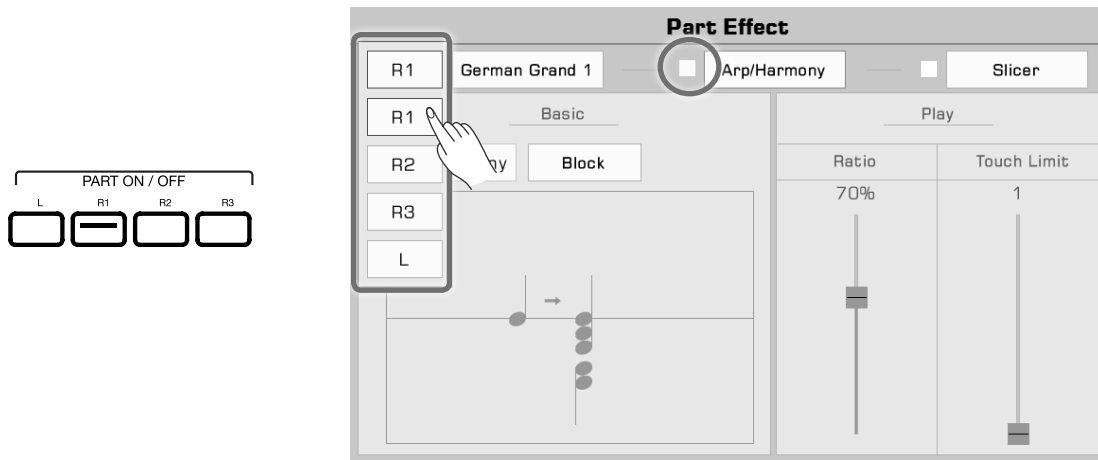 PART ON / OFF
L R1 R2 R3
Part Effect
R1 German Grand 1 Arp/Harmony Slicer
R1 Basic Play
R2 ny Block Ratio Touch Limit
R3 70% 1
L